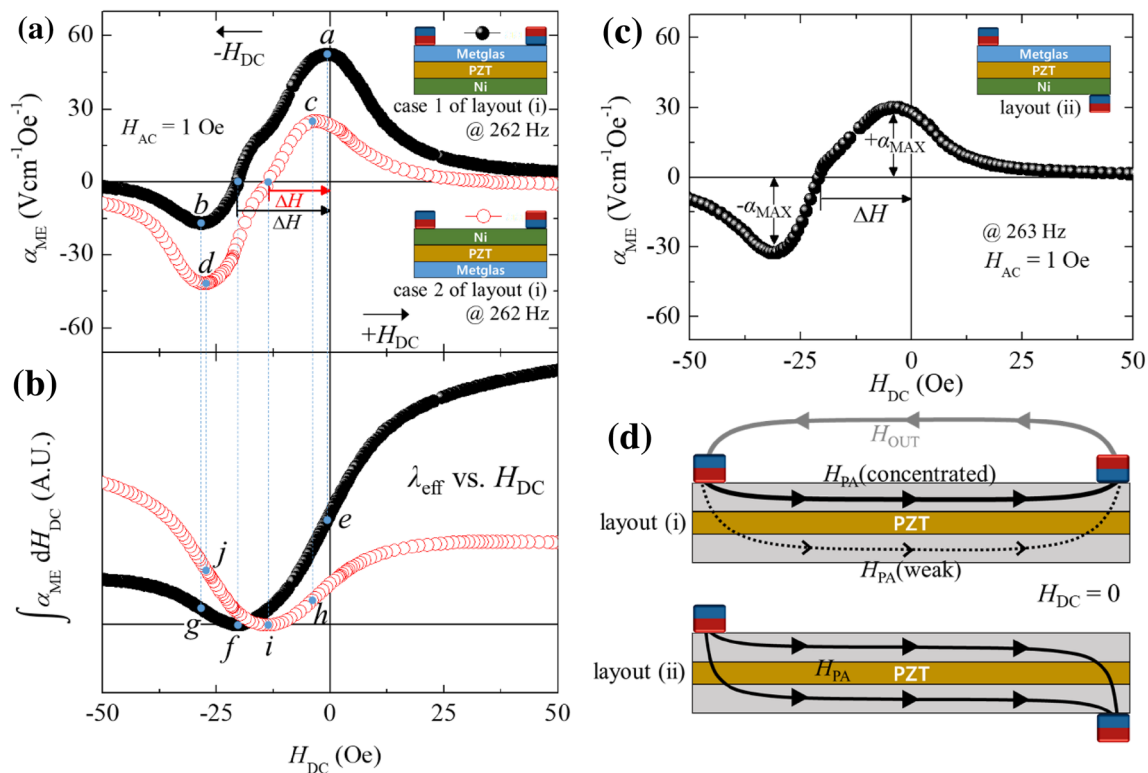 (a)
-H_DC
a
c
b
d
H_AC = 1 Oe
ΔH
ΔH
Metglas
PZT
Ni
case 1 of layout (i)
@ 262 Hz
Ni
PZT
Metglas
case 2 of layout (i)
@ 262 Hz
+H_DC
α_ME (Vcm⁻¹Oe⁻¹)
60
30
0
-30
-60
(b)
∫ α_ME dH_DC (A.U.)
λ_eff vs. H_DC
e
j
g
f
i
h
-50
-25
0
25
50
H_DC (Oe)
(c)
Metglas
PZT
Ni
layout (ii)
+α_MAX
-α_MAX
ΔH
@ 263 Hz
H_AC = 1 Oe
α_ME (Vcm⁻¹Oe⁻¹)
60
30
0
-30
-60
-50
-25
0
25
50
H_DC (Oe)
(d)
H_OUT
H_PA(concentrated)
layout (i)
PZT
H_PA(weak)
H_DC = 0
layout (ii)
H_PA
PZT